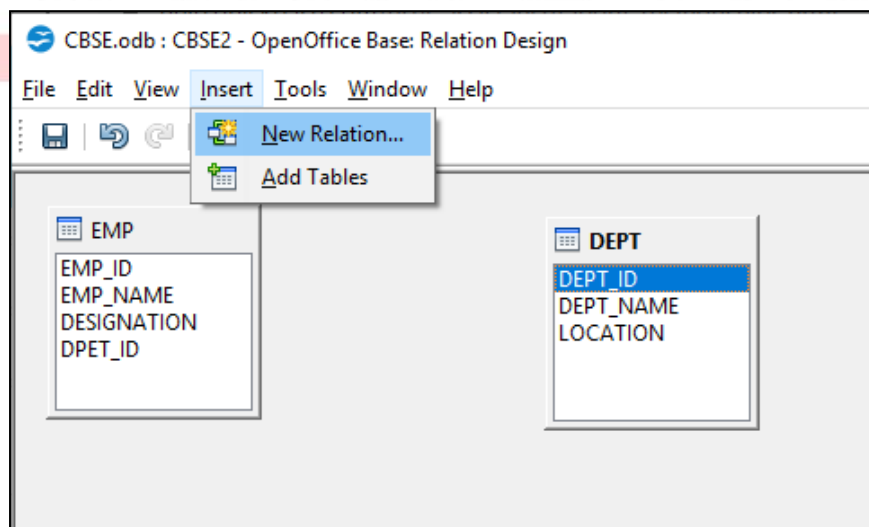 CBSE.odb : CBSE2 - OpenOffice Base: Relation Design
File Edit View Insert Tools Window Help
New Relation...
Add Tables
EMP
EMP_ID
EMP_NAME
DESIGNATION
DPET_ID
DEPT
DEPT_ID
DEPT_NAME
LOCATION